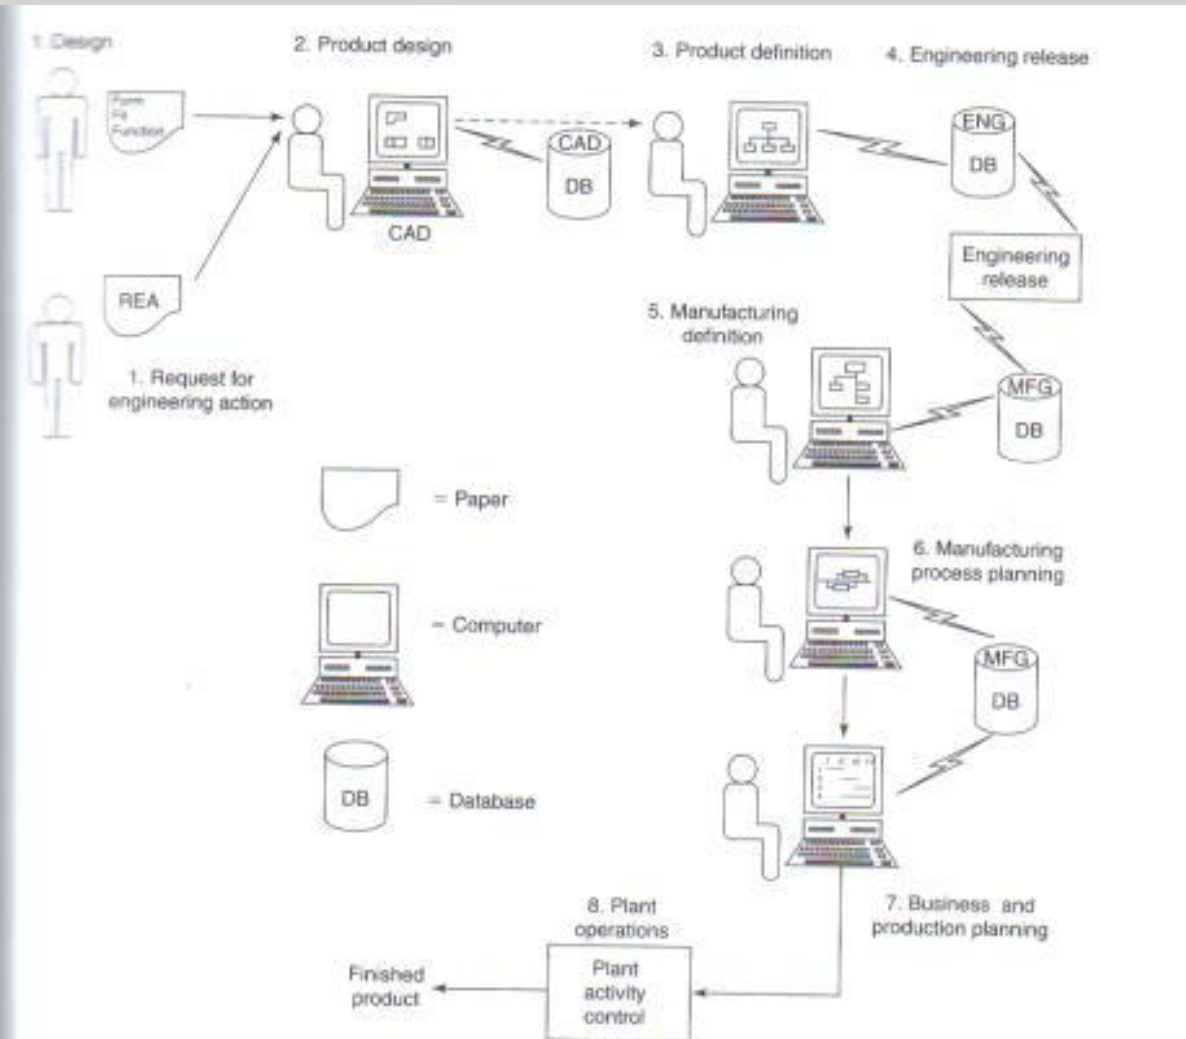 1. Design
2. Product design
3. Product definition
4. Engineering release
Form
Fit
Function
CAD
DB
CAD
ENG
DB
Engineering
release
REA
1. Request for
engineering action
5. Manufacturing
definition
MFG
DB
= Paper
6. Manufacturing
process planning
= Computer
MFG
DB
DB
= Database
7. Business and
production planning
8. Plant
operations
Plant
activity
control
Finished
product